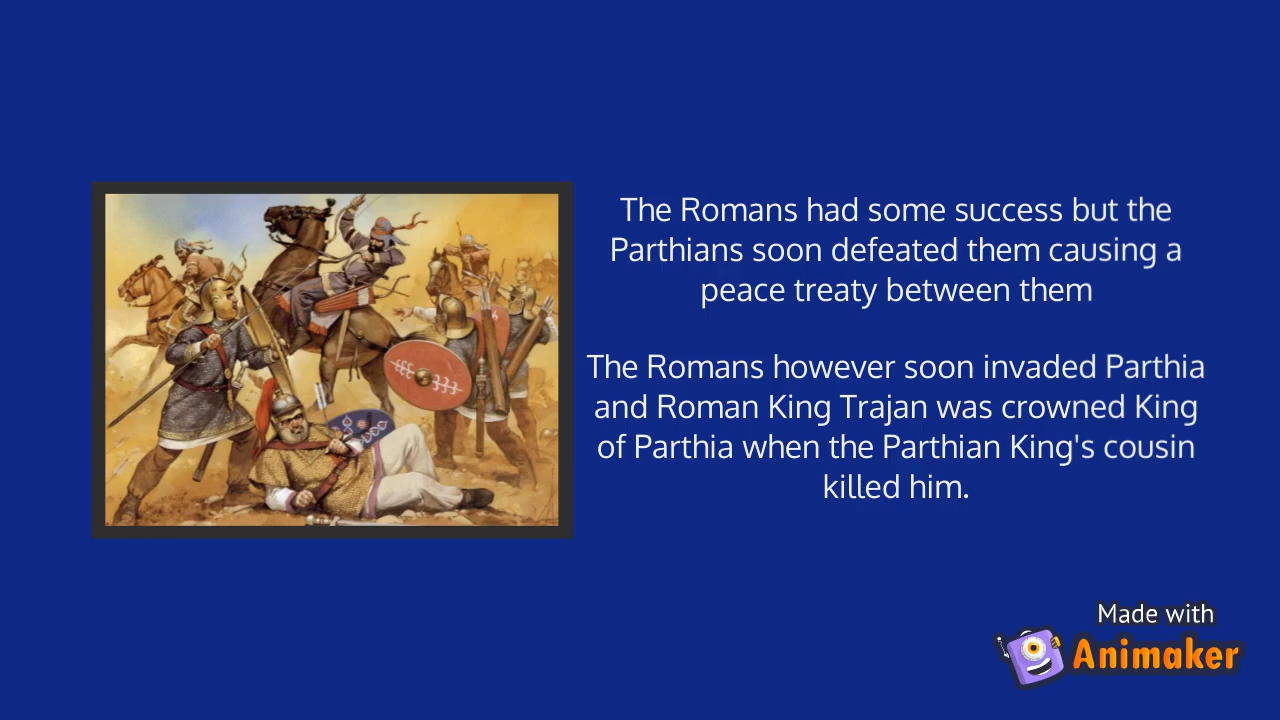 The Romans had some success but the
Parthians soon defeated them causing a
peace treaty between them
The Romans however soon invaded Parthia
and Roman King Trajan was crowned King
of Parthia when the Parthian King's cousin
killed him.
Made with
Animaker